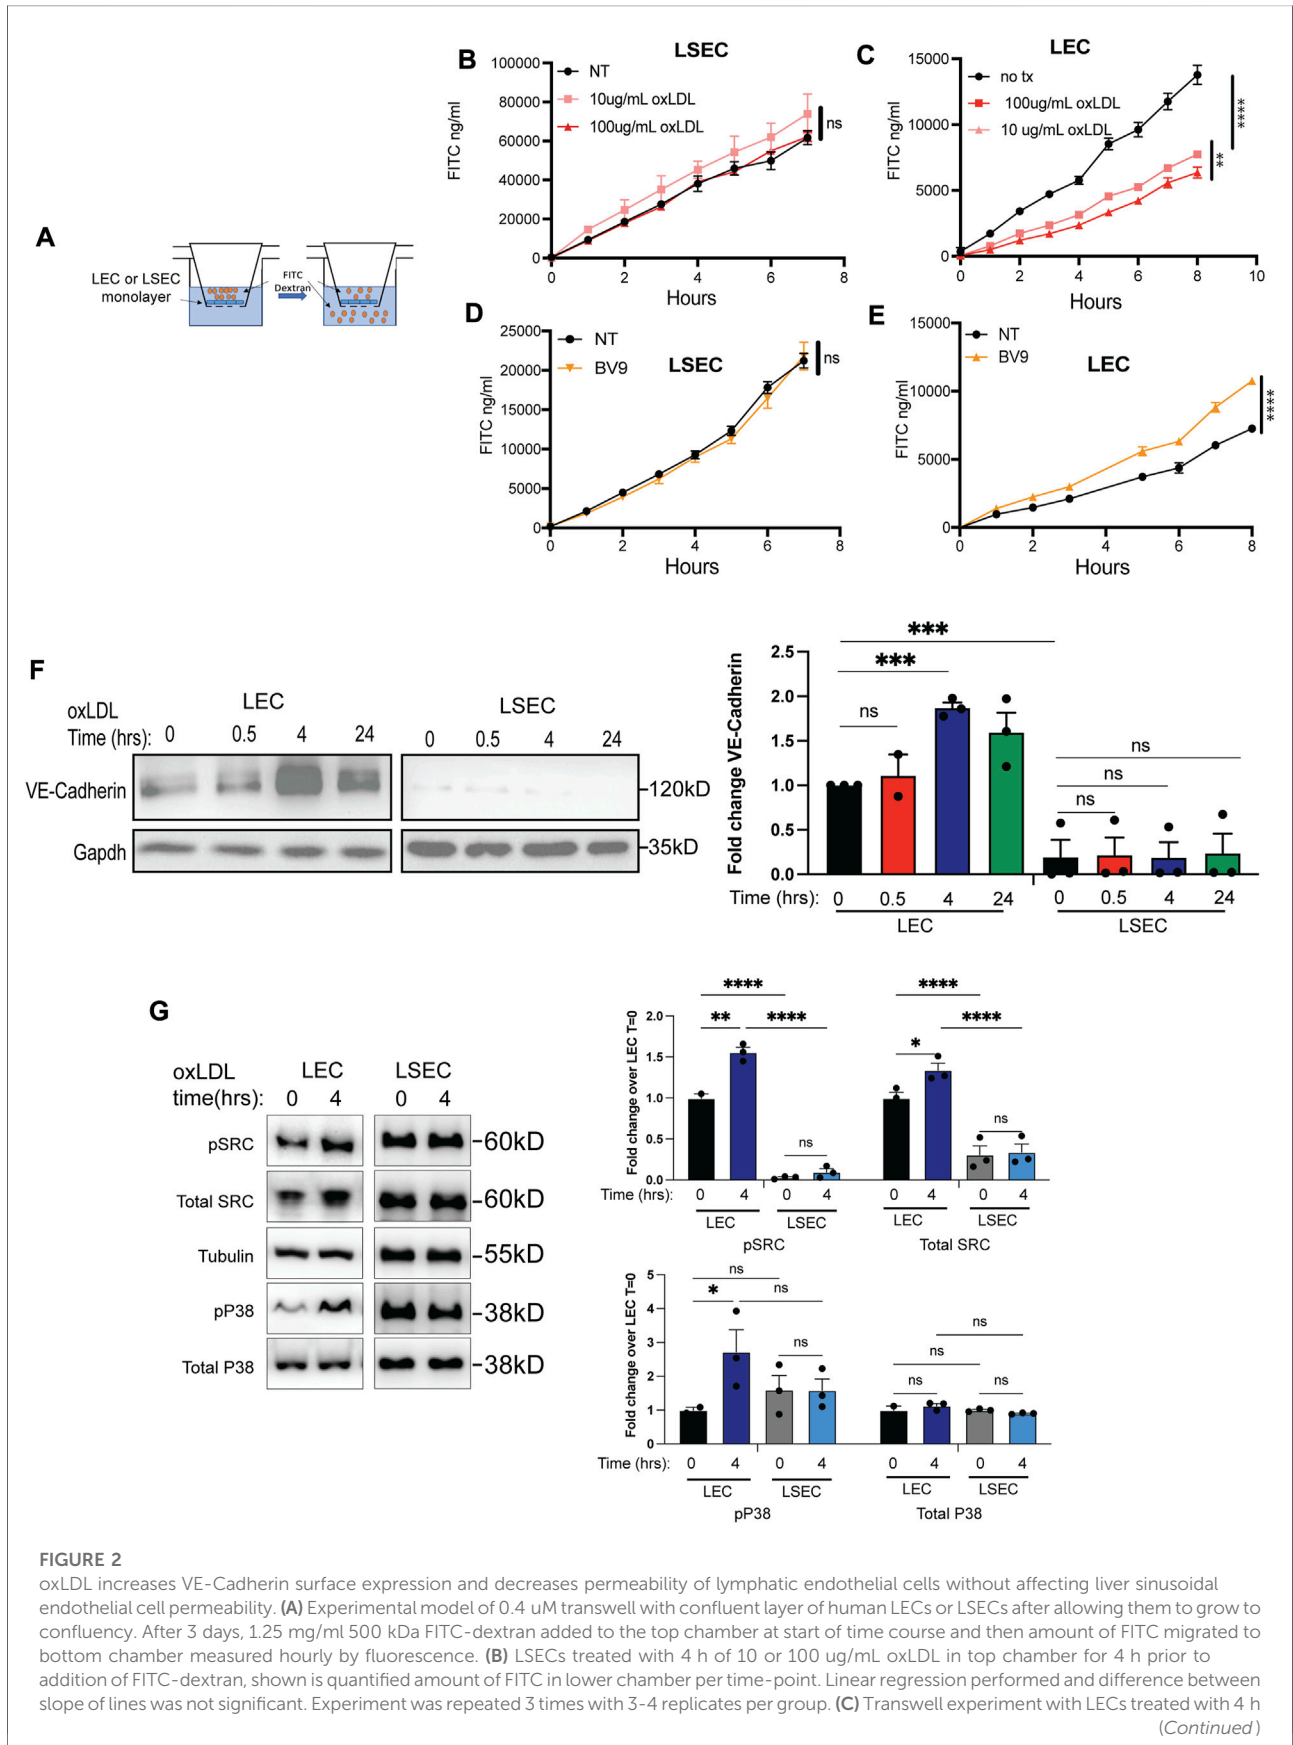 A
LEC or LSEC
monolayer
FITC
Dextran
B
LSEC
FITC ng/ml
100000
80000
60000
40000
20000
0
NT
10ug/mL oxLDL
100ug/mL oxLDL
ns
0 2 4 6 8
Hours
C
LEC
FITC ng/ml
15000
10000
5000
0
no tx
100ug/mL oxLDL
10 ug/mL oxLDL
****
**
0 2 4 6 8 10
Hours
D
LSEC
FITC ng/ml
25000
20000
15000
10000
5000
0
NT
BV9
ns
0 2 4 6 8
Hours
E
LEC
FITC ng/ml
15000
10000
5000
0
NT
BV9
****
0 2 4 6 8
Hours
F
LEC
LSEC
oxLDL
Time (hrs): 0 0.5 4 24 0 0.5 4 24
VE-Cadherin -120kD
Gapdh -35kD
Fold change VE-Cadherin
2.5
2.0
1.5
1.0
0.5
0.0
***
***
ns
ns
ns
ns
Time (hrs): 0 0.5 4 24 0 0.5 4 24
LEC LSEC
G
oxLDL LEC LSEC
time(hrs): 0 4 0 4
pSRC -60kD
Total SRC -60kD
Tubulin -55kD
pP38 -38kD
Total P38 -38kD
Fold change over LEC T=0
2.0
1.5
1.0
0.5
0.0
**** ****
** **** * ****
ns ns
Time (hrs): 0 4 0 4 0 4 0 4
LEC LSEC LEC LSEC
pSRC Total SRC
Fold change over LEC T=0
5
4
3
2
1
0
ns
* ns ns
ns ns
ns ns
Time (hrs): 0 4 0 4 0 4 0 4
LEC LSEC LEC LSEC
pP38 Total P38
FIGURE 2
oxLDL increases VE-Cadherin surface expression and decreases permeability of lymphatic endothelial cells without affecting liver sinusoidal
endothelial cell permeability. (A) Experimental model of 0.4 uM transwell with confluent layer of human LECs or LSECs after allowing them to grow to
confluency. After 3 days, 1.25 mg/ml 500 kDa FITC-dextran added to the top chamber at start of time course and then amount of FITC migrated to
bottom chamber measured hourly by fluorescence. (B) LSECs treated with 4 h of 10 or 100 ug/mL oxLDL in top chamber for 4 h prior to
addition of FITC-dextran, shown is quantified amount of FITC in lower chamber per time-point. Linear regression performed and difference between
slope of lines was not significant. Experiment was repeated 3 times with 3-4 replicates per group. (C) Transwell experiment with LECs treated with 4 h
(Continued)